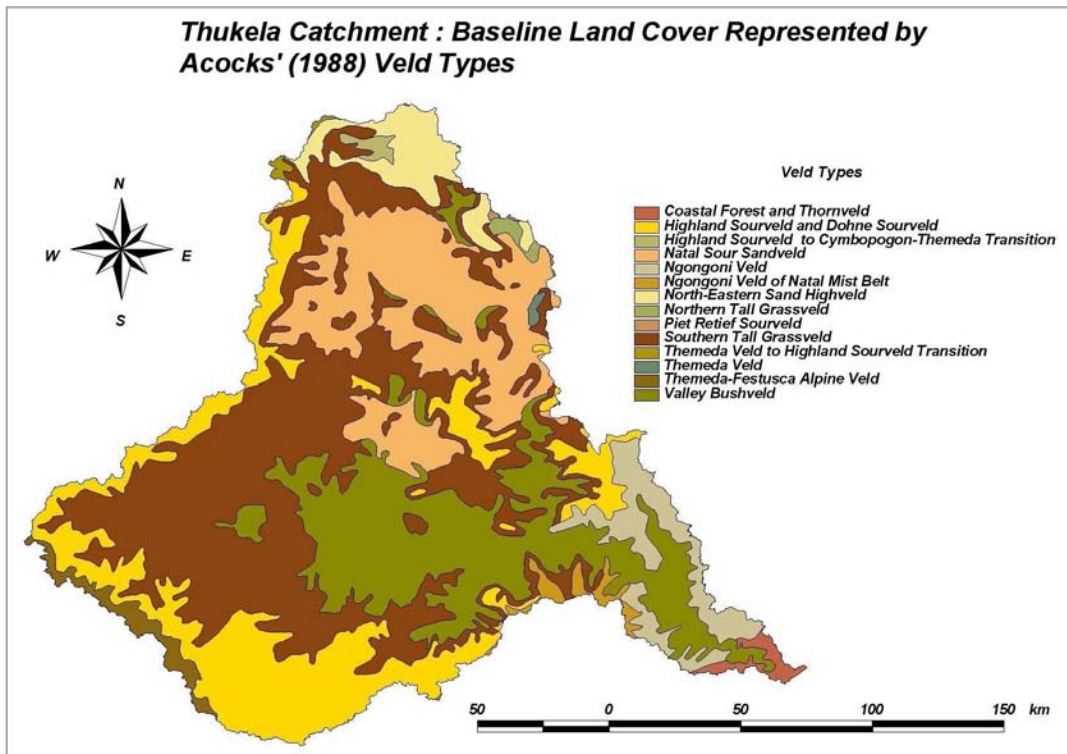 Thukela Catchment : Baseline Land Cover Represented by
Acocks' (1988) Veld Types
N
W
E
S
Veld Types
Coastal Forest and Thornveld
Highland Sourveld and Dohne Sourveld
Highland Sourveld to Cymbopogon-Themeda Transition
Natal Sour Sandveld
Ngongoni Veld
Ngongoni Veld of Natal Mist Belt
North-Eastern Sand Highveld
Northern Tall Grassveld
Piet Retief Sourveld
Southern Tall Grassveld
Themeda Veld to Highland Sourveld Transition
Themeda Veld
Themeda-Festusca Alpine Veld
Valley Bushveld
50 0 50 100 150 km